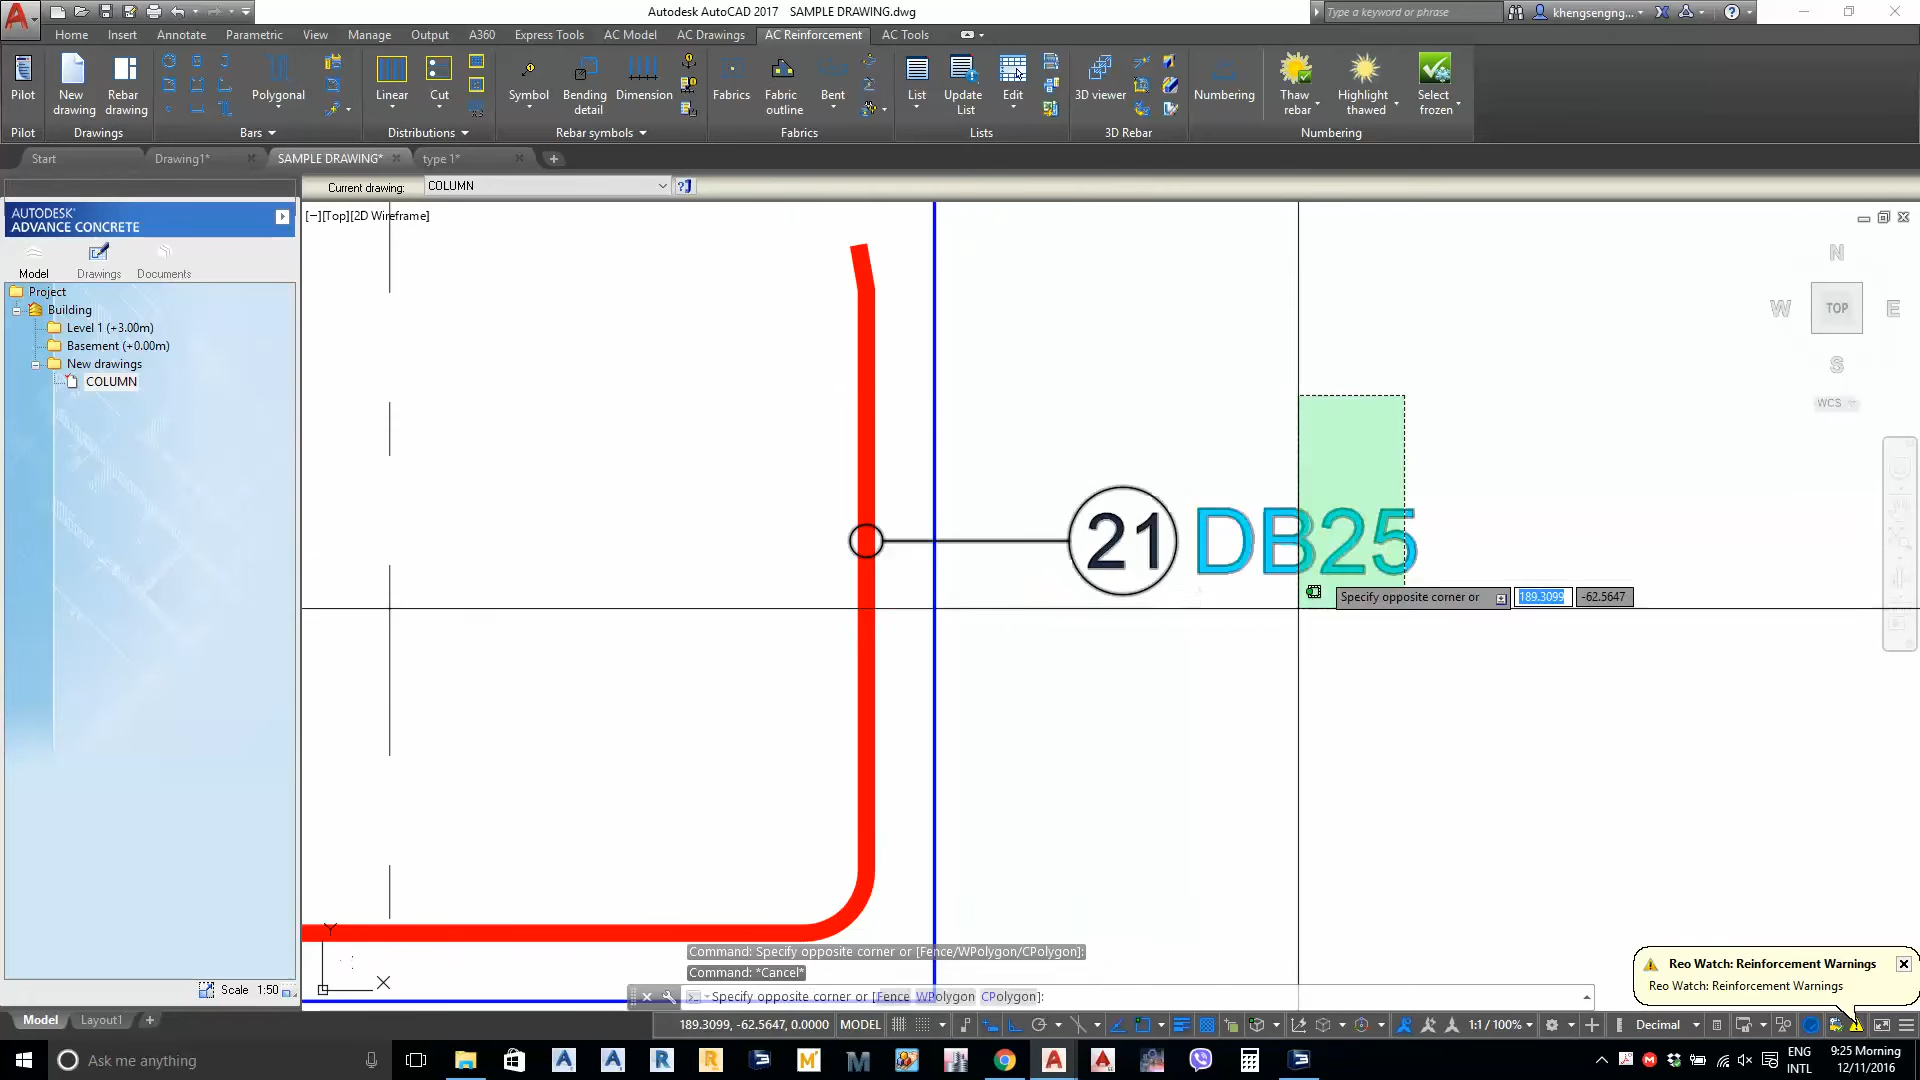 Autodesk AutoCAD 2017 SAMPLE DRAWING.dwg
Type a keyword or phrase
khengsengng...
Home Insert Annotate Parametric View Manage Output A360 Express Tools AC Model AC Drawings AC Reinforcement AC Tools
Pilot
New drawing
Rebar drawing
Polygonal
Linear
Cut
Symbol
Bending detail
Dimension
Fabrics
Fabric outline
Bent
List
Update List
Edit
3D viewer
Numbering
Thaw rebar
Highlight thawed
Select frozen
Pilot Drawings Bars Distributions Rebar symbols Fabrics Lists 3D Rebar Numbering
Start Drawing1* SAMPLE DRAWING* type 1*
Current drawing: COLUMN
AUTODESK
ADVANCE CONCRETE
Model Drawings Documents
Project
Building
Level 1 (+3.00m)
Basement (+0.00m)
New drawings
COLUMN
Scale 1:50
[−][Top][2D Wireframe]
N
W TOP E
S
WCS
21 DB25
Specify opposite corner or 189.3099 -62.5647
Y
X
Command: Specify opposite corner or [Fence/WPolygon/CPolygon]:
Command: *Cancel*
Specify opposite corner or [Fence WPolygon CPolygon]:
Reo Watch: Reinforcement Warnings
Reo Watch: Reinforcement Warnings
Model Layout1
189.3099, -62.5647, 0.0000 MODEL 1:1 / 100% Decimal
Ask me anything
ENG
INTL
9:25 Morning
12/11/2016